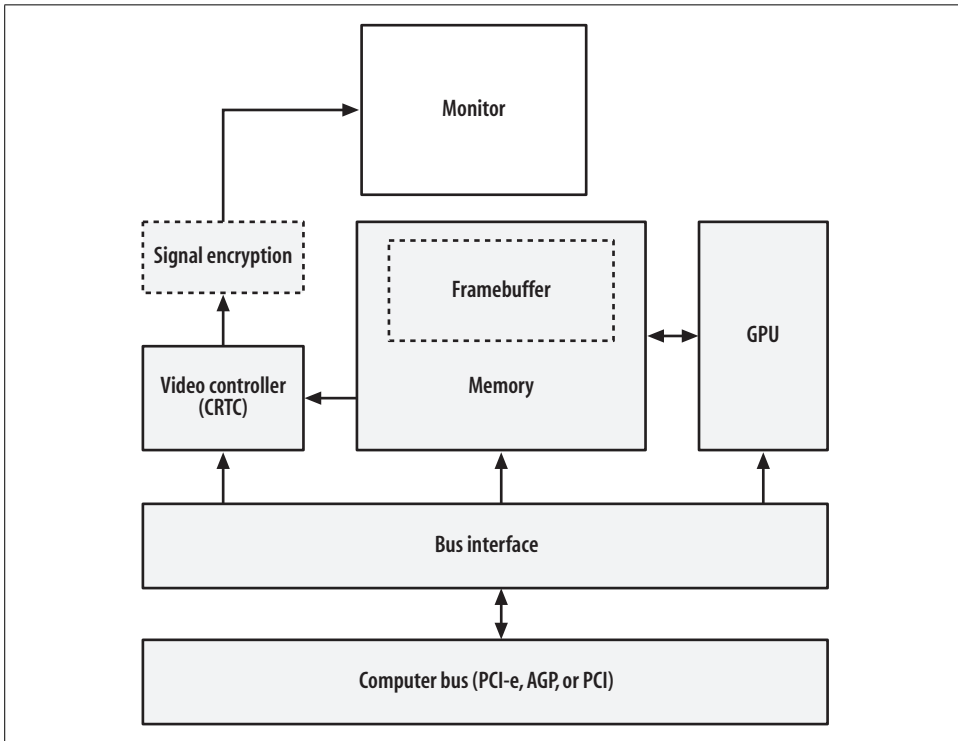 Monitor
Signal encryption
Framebuffer
GPU
Video controller
(CRTC)
Memory
Bus interface
Computer bus (PCI-e, AGP, or PCI)